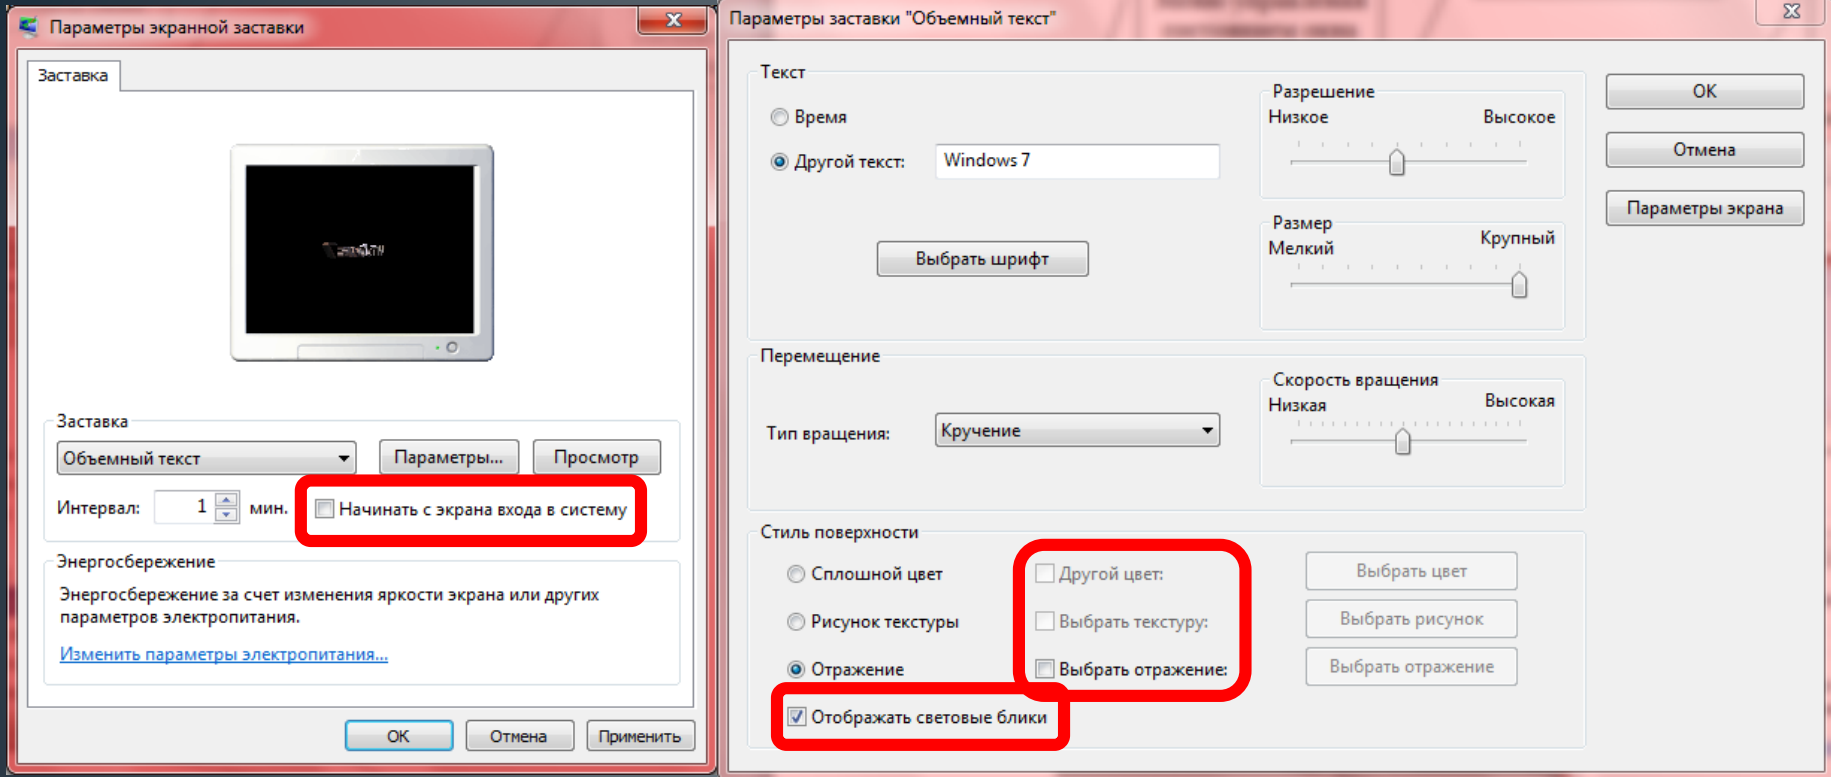 Параметры экранной заставки
Заставка
Заставка
Объемный текст
Параметры...
Просмотр
Интервал:
1
мин.
Начинать с экрана входа в систему
Энергосбережение
Энергосбережение за счет изменения яркости экрана или других
параметров электропитания.
Изменить параметры электропитания...
ОК
Отмена
Применить
Параметры заставки "Объемный текст"
Текст
Время
Другой текст:
Windows 7
Выбрать шрифт
Разрешение
Низкое
Высокое
Размер
Мелкий
Крупный
ОК
Отмена
Параметры экрана
Перемещение
Тип вращения:
Кручение
Скорость вращения
Низкая
Высокая
Стиль поверхности
Сплошной цвет
Другой цвет:
Выбрать цвет
Рисунок текстуры
Выбрать текстуру:
Выбрать рисунок
Отражение
Выбрать отражение:
Выбрать отражение
Отображать световые блики